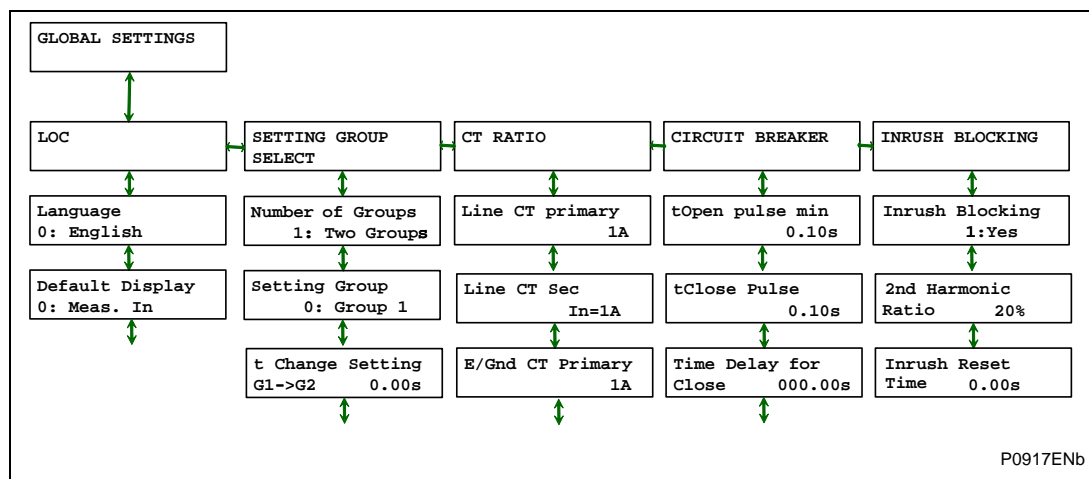 GLOBAL SETTINGS
LOC
SETTING GROUP
SELECT
CT RATIO
CIRCUIT BREAKER
INRUSH BLOCKING
Language
0: English
Number of Groups
1: Two Groups
Line CT primary
1A
tOpen pulse min
0.10s
Inrush Blocking
1:Yes
Default Display
0: Meas. In
Setting Group
0: Group 1
Line CT Sec
In=1A
tClose Pulse
0.10s
2nd Harmonic
Ratio 20%
t Change Setting
G1->G2 0.00s
E/Gnd CT Primary
1A
Time Delay for
Close 000.00s
Inrush Reset
Time 0.00s
P0917ENb